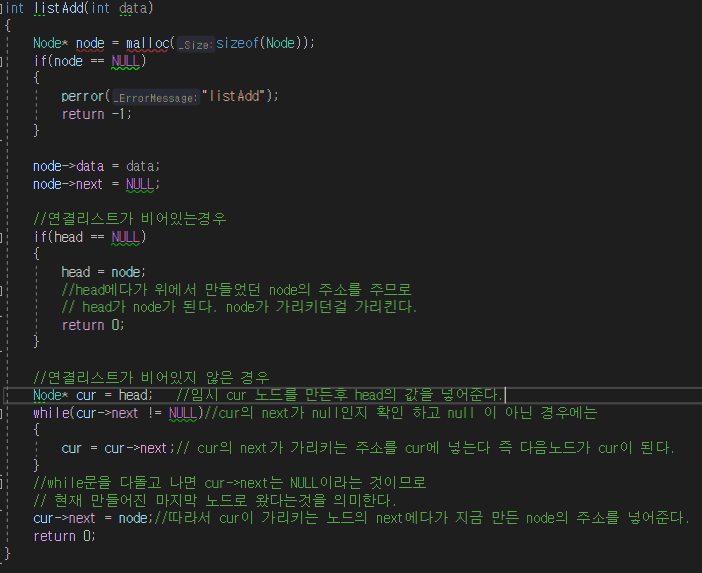 int listAdd(int data)
{
Node* node = malloc(_Size:sizeof(Node));
if(node == NULL)
{
perror(_ErrorMessage:"listAdd");
return -1;
}
node->data = data;
node->next = NULL;
//연결리스트가 비어있는경우
if(head == NULL)
{
head = node;
//head에다가 위에서 만들었던 node의 주소를 주므로
// head가 node가 된다. node가 가리키던걸 가리킨다.
return 0;
}
//연결리스트가 비어있지 않은 경우
Node* cur = head; //임시 cur 노드를 만든후 head의 값을 넣어준다.
while(cur->next != NULL)//cur의 next가 null인지 확인 하고 null 이 아닌 경우에는
{
cur = cur->next;// cur의 next가 가리키는 주소를 cur에 넣는다 즉 다음노드가 cur이 된다.
}
//while문을 다돌고 나면 cur->next는 NULL이라는 것이므로
// 현재 만들어진 마지막 노드로 왔다는것을 의미한다.
cur->next = node;//따라서 cur이 가리키는 노드의 next에다가 지금 만든 node의 주소를 넣어준다.
return 0;
}